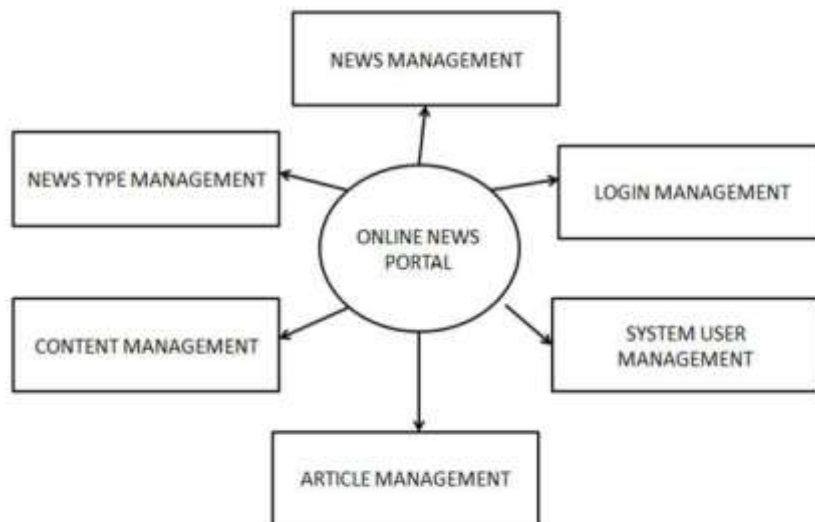 NEWS MANAGEMENT
NEWS TYPE MANAGEMENT
LOGIN MANAGEMENT
ONLINE NEWS
PORTAL
CONTENT MANAGEMENT
SYSTEM USER
MANAGEMENT
ARTICLE MANAGEMENT